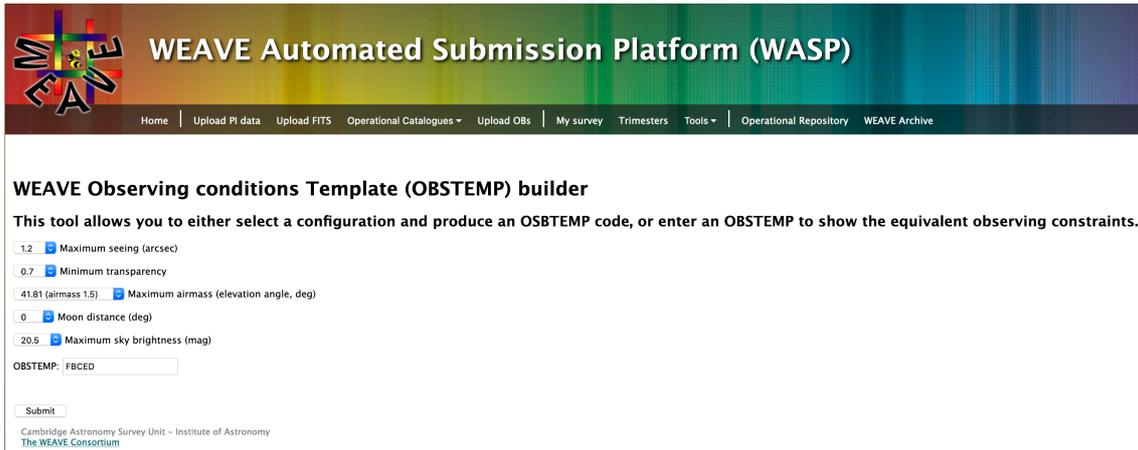 WEAVE
WEAVE Automated Submission Platform (WASP)
Home Upload PI data Upload FITS Operational Catalogues Upload OBs My survey Trimesters Tools Operational Repository WEAVE Archive
WEAVE Observing conditions Template (OBSTEMP) builder
This tool allows you to either select a configuration and produce an OSBTEMP code, or enter an OBSTEMP to show the equivalent observing constraints.
1.2 Maximum seeing (arcsec)
0.7 Minimum transparency
41.81 (airmass 1.5) Maximum airmass (elevation angle, deg)
0 Moon distance (deg)
20.5 Maximum sky brightness (mag)
OBSTEMP: FBCED
Submit
Cambridge Astronomy Survey Unit – Institute of Astronomy
The WEAVE Consortium